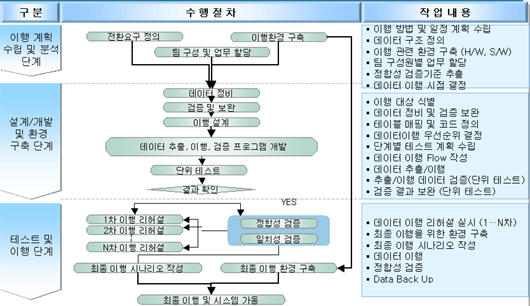 구분
수행절차
작업내용
이행 계획
수립 및 분석
단계
전환요구 정의
이행환경 구축
팀 구성 및 업무 할당
• 이행 방법 및 일정 계획 수립
• 데이터 구조 정의
• 이행 관련 환경 구축 (H/W, S/W)
• 팀 구성원별 업무 할당
• 정합성 검증기준 추출
• 데이터 이행 시점 결정
설계/개발
및 환경
구축 단계
데이터 정비
검증 및 보완
이행 설계
데이터 추출, 이행, 검증 프로그램 개발
단위 테스트
결과 확인
• 이행 대상 식별
• 데이터정비 및 검증 보완
• 테이블 매핑 및 코드 정의
• 데이터 이행 우선순위 결정
• 단계별 테스트 계획 수립
• 데이터 이행 Flow 작성
• 데이터 추출/이행
• 추출/이행 데이터 검증(단위 테스트)
• 검증 결과 보완 (단위 테스트)
테스트 및
이행 단계
YES
1차 이행 리허설
2차 이행 리허설
N차 이행 리허설
정합성 검증
일치성 검증
최종 이행 시나리오 작성
최종 이행 환경 구축
최종 이행 및 시스템 가동
• 데이터 이행 리허설 실시 (1…N차)
• 최종 이행를 위한 환경 구축
• 최종 이행 시나리오 작성
• 데이터 이행
• 정합성 검증
• Data Back Up